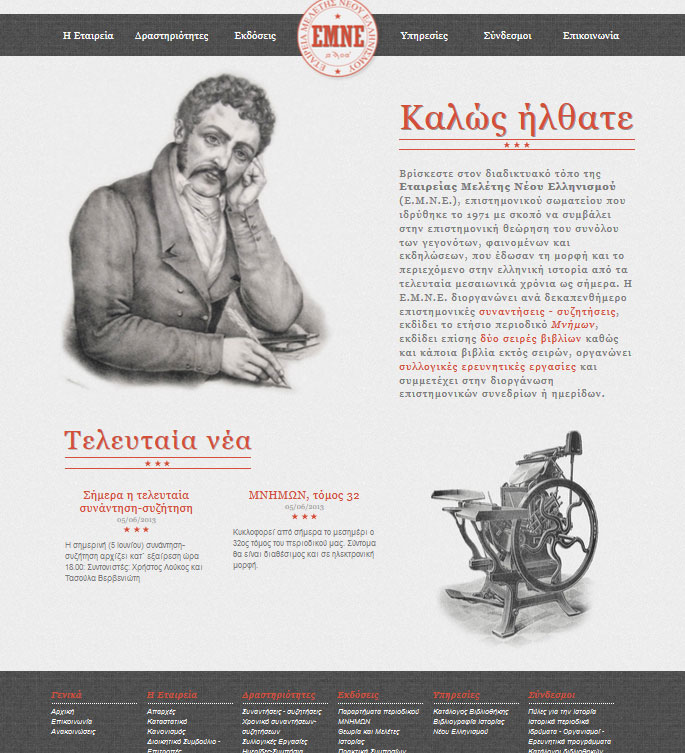 Η Εταιρεία
Δραστηριότητες
Εκδόσεις
ΕΤΑΙΡΕΙΑ ΜΕΛΕΤΗΣ ΝΕΟΥ ΕΛΛΗΝΙΣΜΟΥ
ΕΜΝΕ
Υπηρεσίες
Σύνδεσμοι
Επικοινωνία
Καλώς ήλθατε
Βρίσκεστε στον διαδικτυακό τόπο της
Εταιρείας Μελέτης Νέου Ελληνισμού
(Ε.Μ.Ν.Ε.), επιστημονικού σωματείου που
ιδρύθηκε το 1971 με σκοπό να συμβάλει
στην επιστημονική θεώρηση του συνόλου
των γεγονότων, φαινομένων και
εκδηλώσεων, που έδωσαν τη μορφή και το
περιεχόμενο στην ελληνική ιστορία από τα
τελευταία μεσαιωνικά χρόνια ως σήμερα. Η
Ε.Μ.Ν.Ε. διοργανώνει ανά δεκαπενθήμερο
επιστημονικές συναντήσεις - συζητήσεις,
εκδίδει το ετήσιο περιοδικό Μνήμων,
εκδίδει επίσης δύο σειρές βιβλίων καθώς
και κάποια βιβλία εκτός σειρών, οργανώνει
συλλογικές ερευνητικές εργασίες και
συμμετέχει στην διοργάνωση
επιστημονικών συνεδρίων ή ημερίδων.
Τελευταία νέα
Σήμερα η τελευταία
συνάντηση-συζήτηση
05/06/2013
Η σημερινή (5 Ιουνίου) συνάντηση-
συζήτηση αρχίζει κατ΄ εξαίρεση ώρα
18.00: Συντονιστές: Χρήστος Λούκος και
Τασούλα Βερβενιώτη
ΜΝΗΜΩΝ, τόμος 32
05/06/2013
Κυκλοφορεί από σήμερα το μεσημέρι ο
32ος τόμος του περιοδικού μας. Σύντομα
θα είναι διαθέσιμος και σε ηλεκτρονική
μορφή.
Γενικά
Αρχική
Επικοινωνία
Ανακοινώσεις
Η Εταιρεία
Απαρχές
Καταστατικό
Κανονισμός
Διοικητικό Συμβούλιο -
Επιτροπές
Δραστηριότητες
Συναντήσεις - συζητήσεις
Χρονικό συναντήσεων-
συζητήσεων
Συλλογικές Εργασίες
Ημερίδες-Συμπόσια
Εκδόσεις
Παραρτήματα περιοδικού
ΜΝΗΜΩΝ
Θεωρία και Μελέτες
Ιστορίας
Πρακτικά Συμποσίων
Υπηρεσίες
Κατάλογος Βιβλιοθήκης
Βιβλιογραφία Ιστορίας
Νέου Ελληνισμού
Σύνδεσμοι
Πύλες για την Ιστορία
Ιστορικά περιοδικά
Ιδρύματα - Οργανισμοί -
Ερευνητικά προγράμματα
Κατάλογοι βιβλιοθηκών